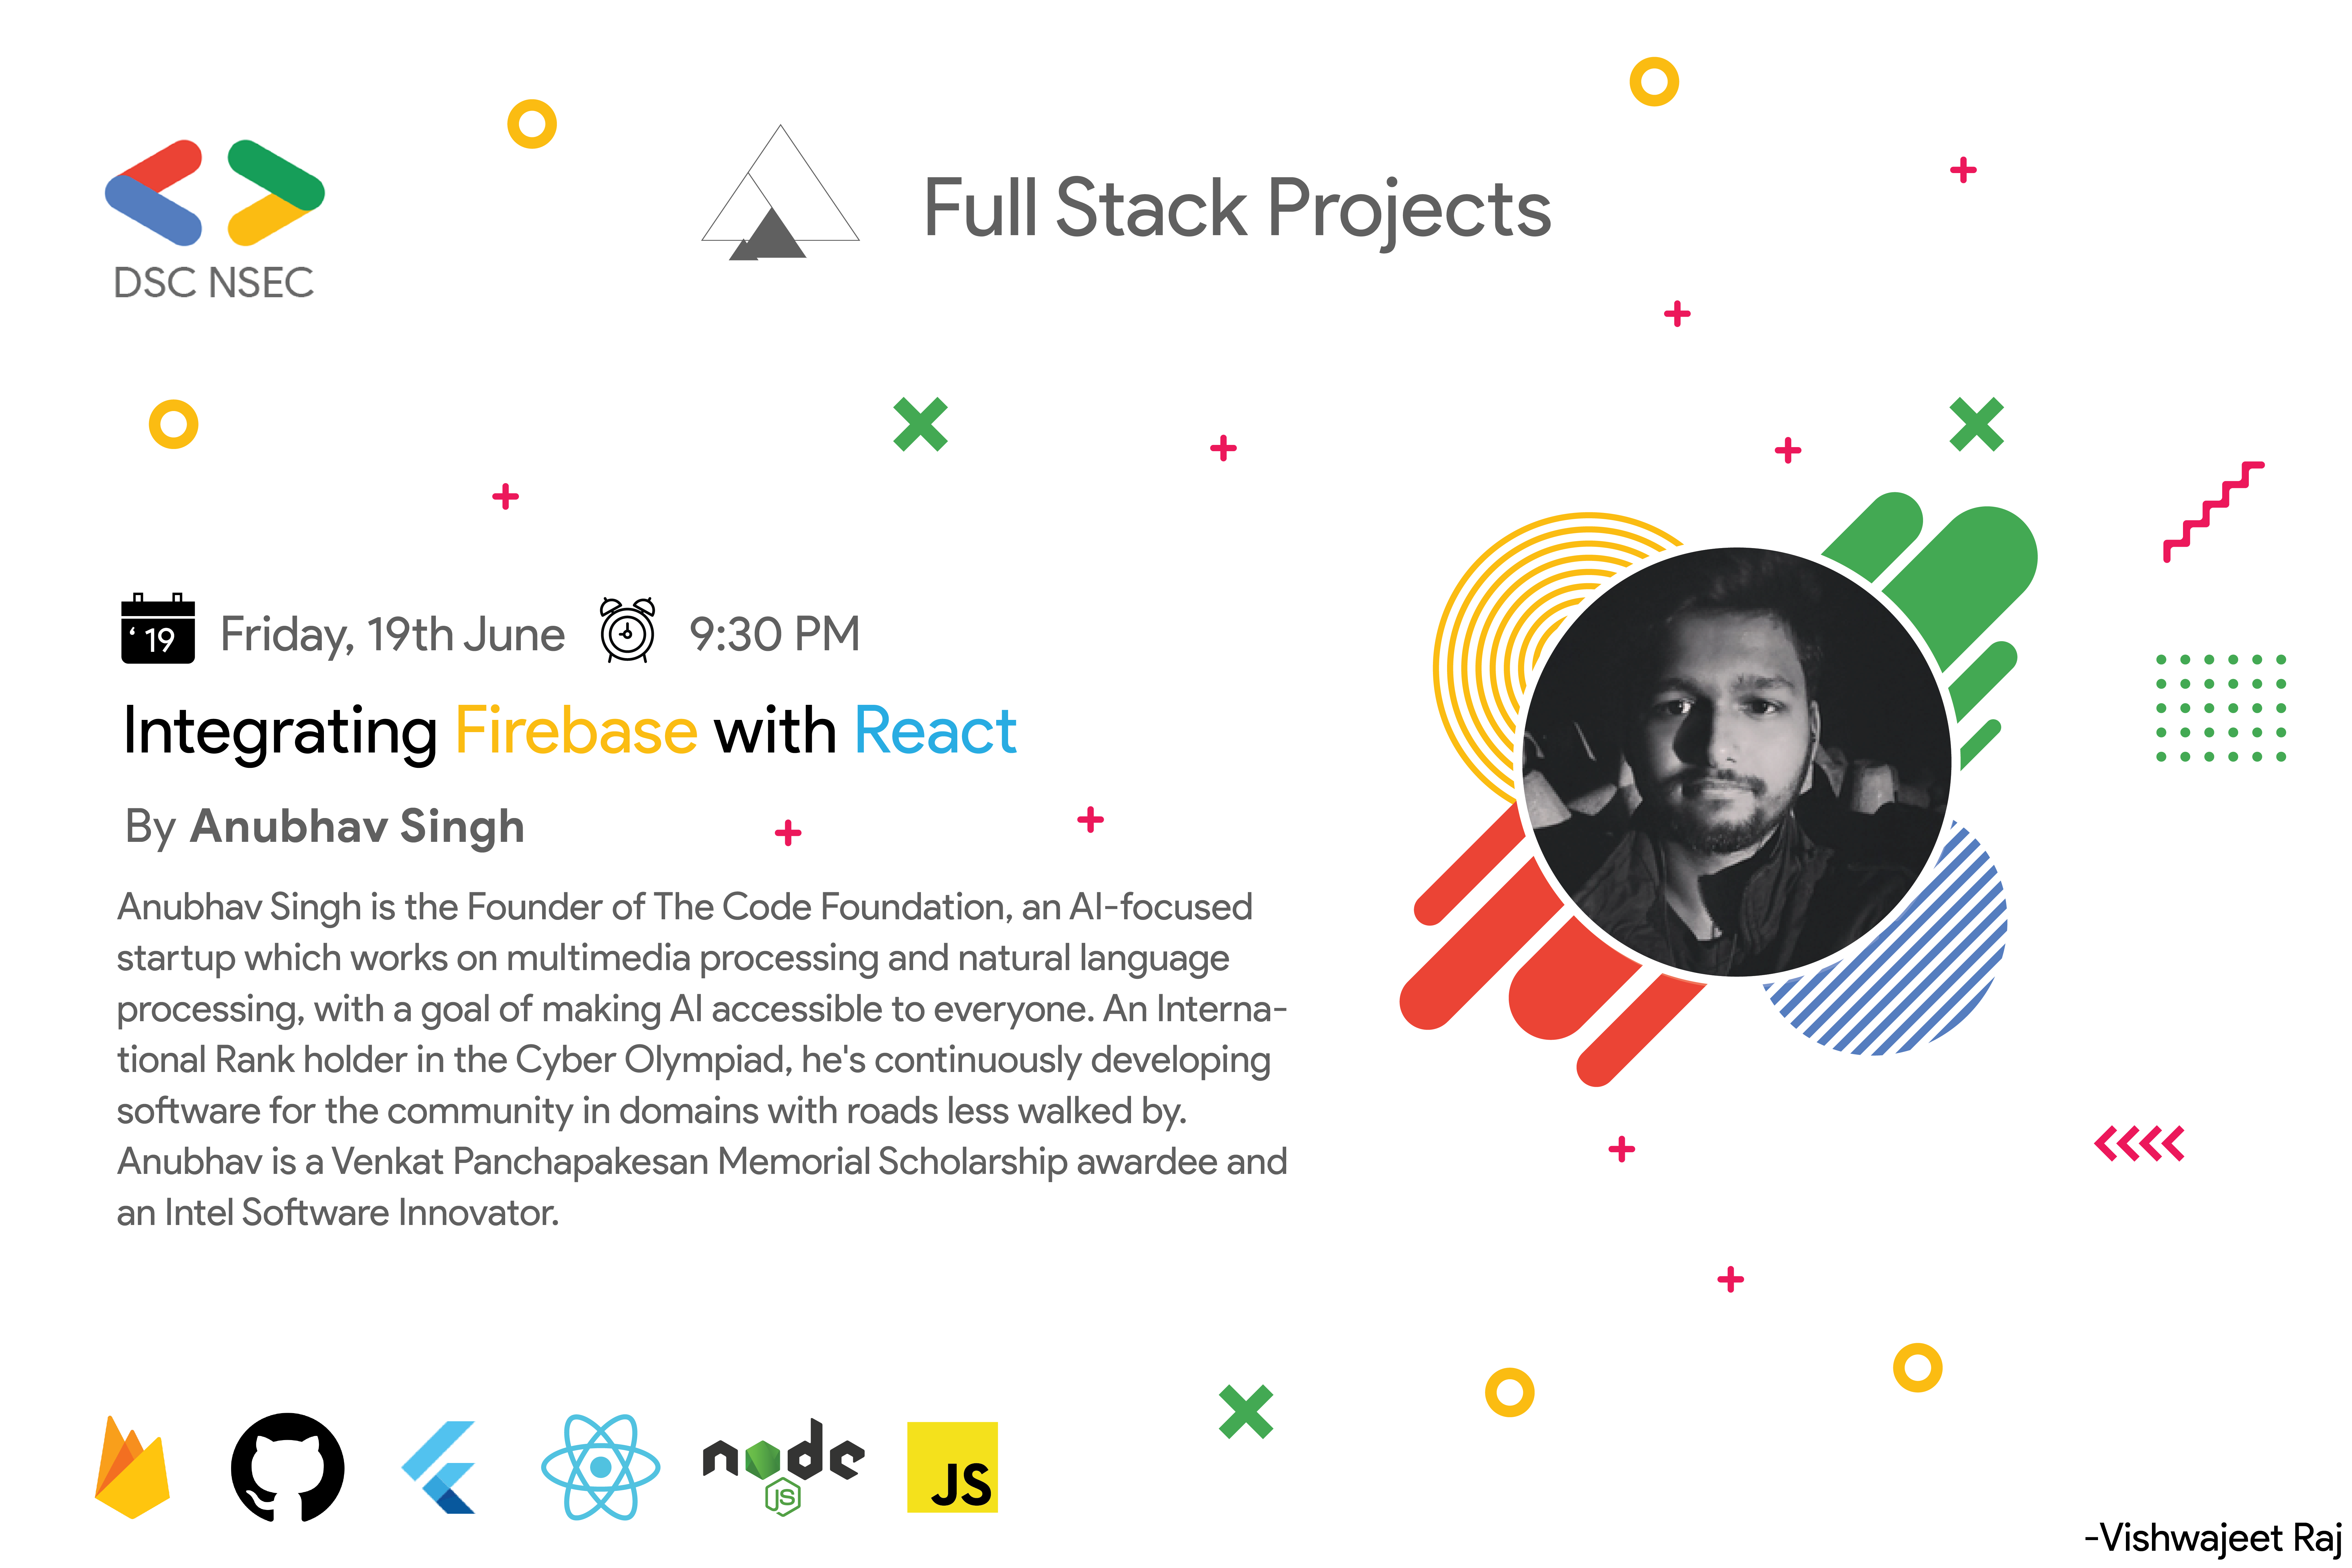 DSC NSEC
Full Stack Projects
‘ 19
Friday, 19th June
9:30 PM
Integrating Firebase with React
By Anubhav Singh
Anubhav Singh is the Founder of The Code Foundation, an AI-focused
startup which works on multimedia processing and natural language
processing, with a goal of making AI accessible to everyone. An Interna-
tional Rank holder in the Cyber Olympiad, he's continuously developing
software for the community in domains with roads less walked by.
Anubhav is a Venkat Panchapakesan Memorial Scholarship awardee and
an Intel Software Innovator.
node
JS
JS
-Vishwajeet Raj